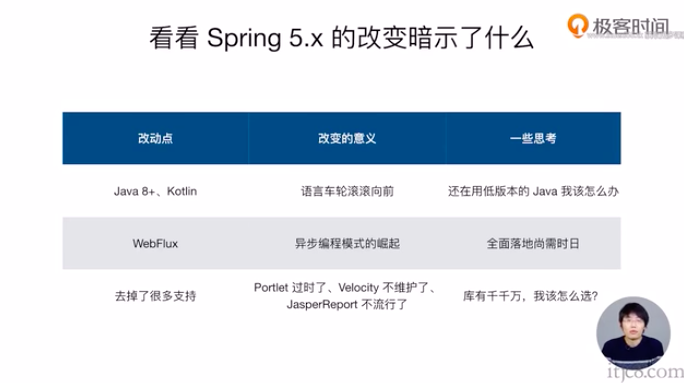 看看 Spring 5.x 的改变暗示了什么
极客时间
改动点 改变的意义 一些思考
Java 8+、Kotlin 语言车轮滚滚向前 还在用低版本的 Java 我该怎么办
WebFlux 异步编程模式的崛起 全面落地尚需时日
去掉了很多支持 Portlet 过时了、Velocity 不维护了、
JasperReport 不流行了 库有千千万，我该怎么选?
itjc8.com